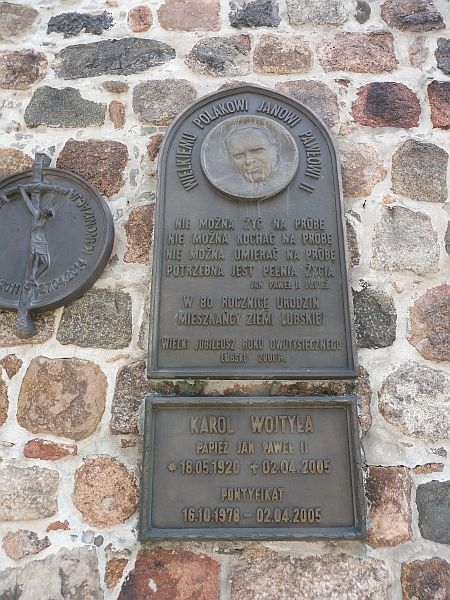 WIELKIEMU POLAKOWI JANOWI PAWŁOWI II
NIE MOŻNA ŻYĆ NA PRÓBĘ
NIE MOŻNA KOCHAĆ NA PRÓBĘ
NIE MOŻNA UMIERAĆ NA PRÓBĘ
POTRZEBNA JEST PEŁNIA ŻYCIA
JAN PAWEŁ II PAPIEŻ
W 80 ROCZNICĘ URODZIN
MIESZKAŃCY ZIEMI LUBSKIEJ
WIELKI JUBILEUSZ ROKU DWUTYSIĘCZNEGO
LUBSKO 2000R.
KAROL WOJTYŁA
PAPIEŻ JAN PAWEŁ II
*18.05.1920 +02.04.2005
PONTYFIKAT
16.10.1978 - 02.04.2005